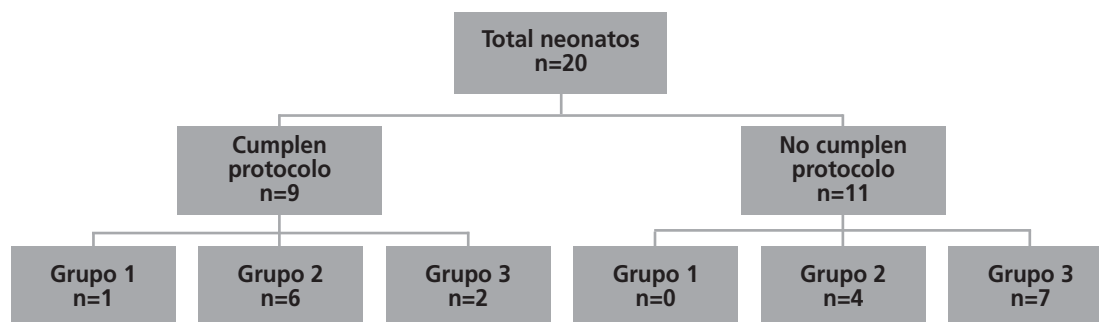 Total neonatos
n=20
Cumplen
protocolo
n=9
No cumplen
protocolo
n=11
Grupo 1
n=1
Grupo 2
n=6
Grupo 3
n=2
Grupo 1
n=0
Grupo 2
n=4
Grupo 3
n=7